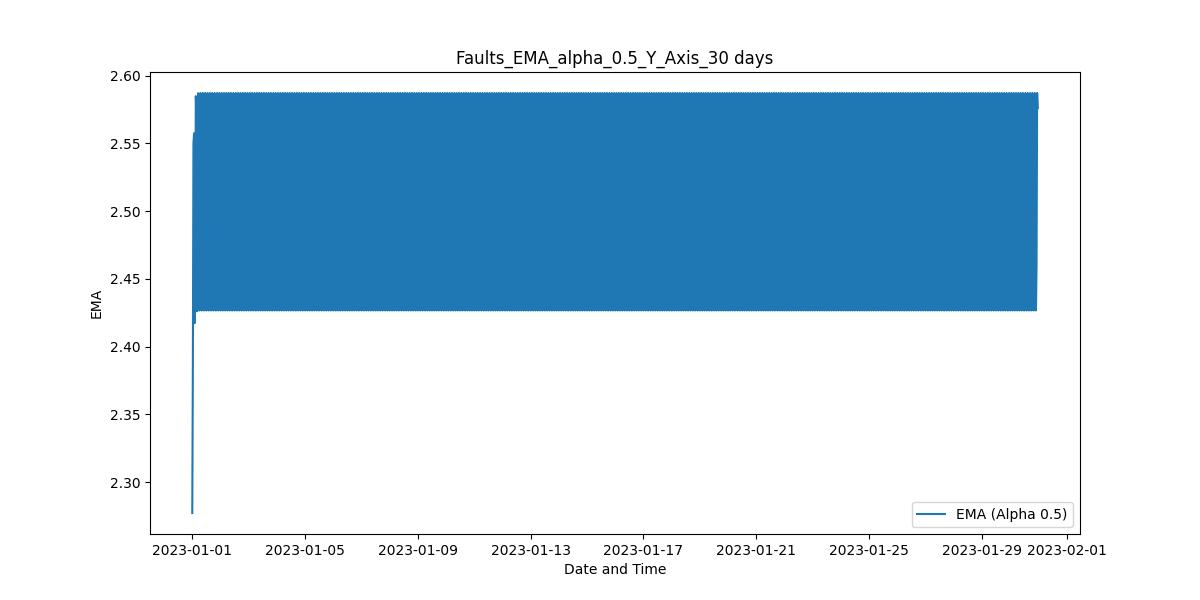 Faults_EMA_alpha_0.5_Y_Axis_30 days
2.60
2.55
2.50
2.45
2.40
2.35
2.30
EMA
EMA (Alpha 0.5)
2023-01-01 2023-01-05 2023-01-09 2023-01-13 2023-01-17 2023-01-21 2023-01-25 2023-01-29 2023-02-01
Date and Time